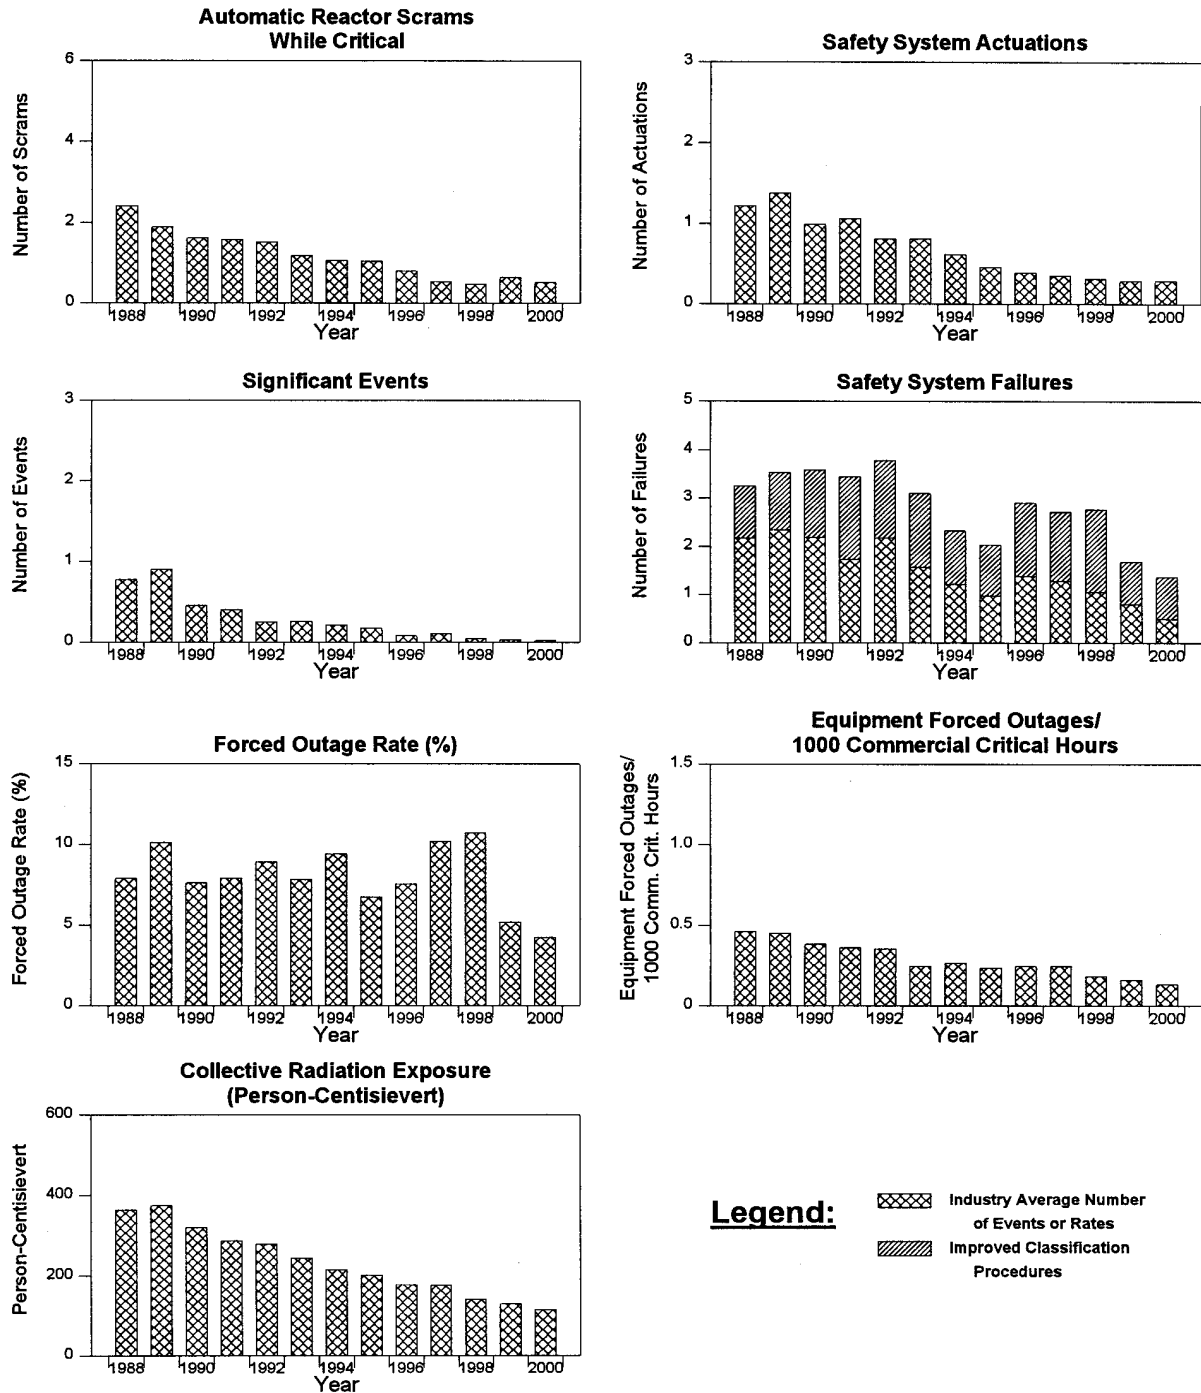 Automatic Reactor Scrams
While Critical
Number of Scrams
6
4
2
0
1988 1990 1992 1994 1996 1998 2000
Year
Safety System Actuations
Number of Actuations
3
2
1
0
1988 1990 1992 1994 1996 1998 2000
Year
Significant Events
Number of Events
3
2
1
0
1988 1990 1992 1994 1996 1998 2000
Year
Safety System Failures
Number of Failures
5
4
3
2
1
0
1988 1990 1992 1994 1996 1998 2000
Year
Forced Outage Rate (%)
Forced Outage Rate (%)
15
10
5
0
1988 1990 1992 1994 1996 1998 2000
Year
Equipment Forced Outages/
1000 Commercial Critical Hours
Equipment Forced Outages/
1000 Comm. Crit. Hours
1.5
1.0
0.5
0
1988 1990 1992 1994 1996 1998 2000
Year
Collective Radiation Exposure
(Person-Centisievert)
Person-Centisievert
600
400
200
0
1988 1990 1992 1994 1996 1998 2000
Year
Legend:
Industry Average Number
of Events or Rates
Improved Classification
Procedures